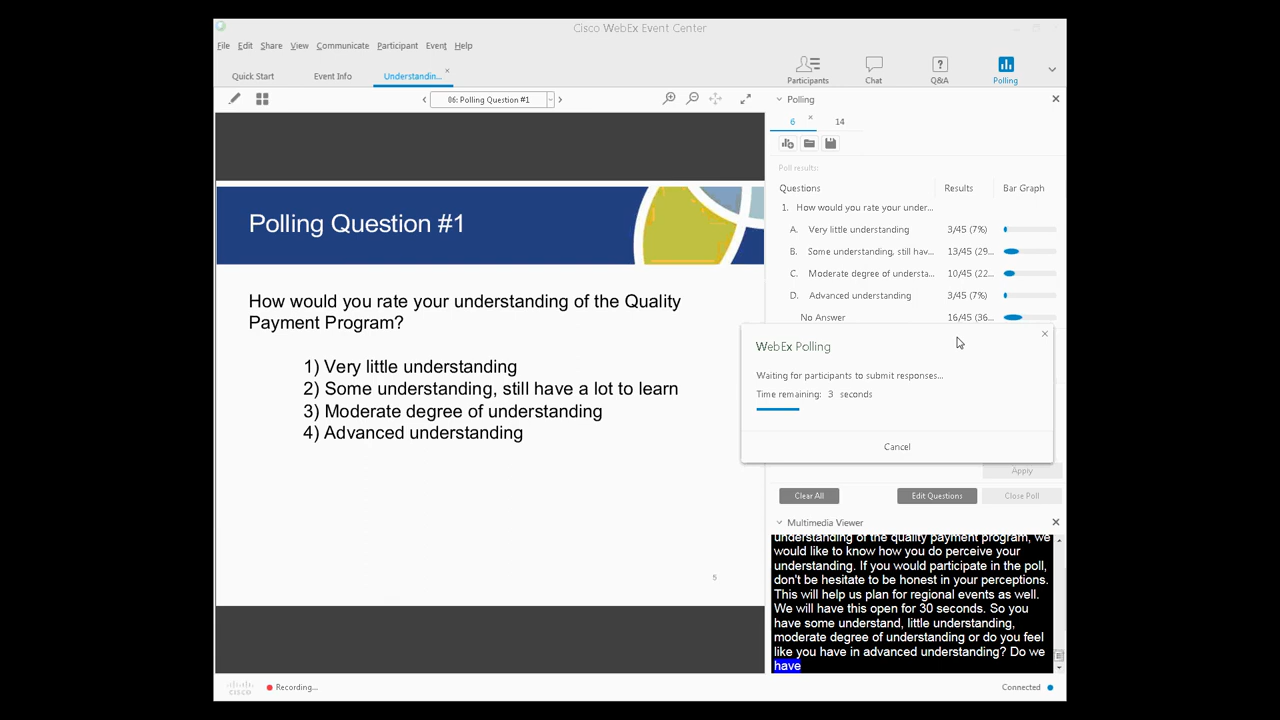 Cisco WebEx Event Center
File Edit Share View Communicate Participant Event Help
Quick Start Event Info Understandin...
Participants Chat Q&A Polling
06: Polling Question #1
Polling Question #1
How would you rate your understanding of the Quality
Payment Program?
1) Very little understanding
2) Some understanding, still have a lot to learn
3) Moderate degree of understanding
4) Advanced understanding
5
Polling
6 14
Poll results:
Questions Results Bar Graph
1. How would you rate your under...
A. Very little understanding 3/45 (7%)
B. Some understanding, still hav... 13/45 (29...
C. Moderate degree of understa... 10/45 (22...
D. Advanced understanding 3/45 (7%)
No Answer 16/45 (36...
WebEx Polling
Waiting for participants to submit responses...
Time remaining: 3 seconds
Cancel
Apply
Clear All Edit Questions Close Poll
Multimedia Viewer
understanding of the quality payment program, we
would like to know how you do perceive your
understanding. If you would participate in the poll,
don't be hesitate to be honest in your perceptions.
This will help us plan for regional events as well.
We will have this open for 30 seconds. So you
have some understand, little understanding,
moderate degree of understanding or do you feel
like you have in advanced understanding? Do we
have
cisco Recording... Connected